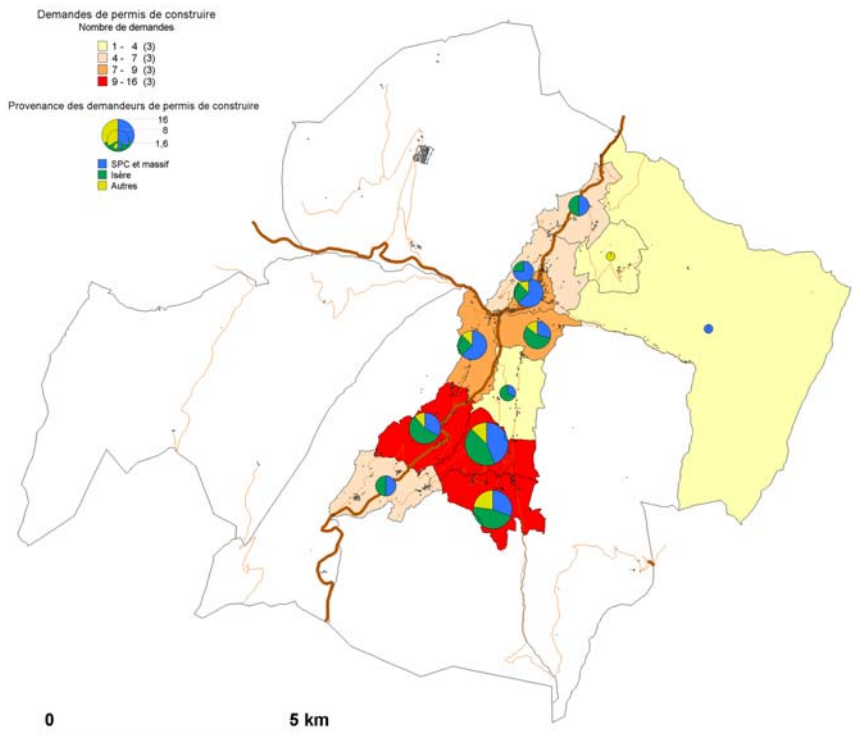 Demandes de permis de construire
Nombre de demandes
1 - 4 (3)
4 - 7 (3)
7 - 9 (3)
9 - 16 (3)
Provenance des demandeurs de permis de construire
16
8
1,6
SPC et massif
Isère
Autres
0 5 km